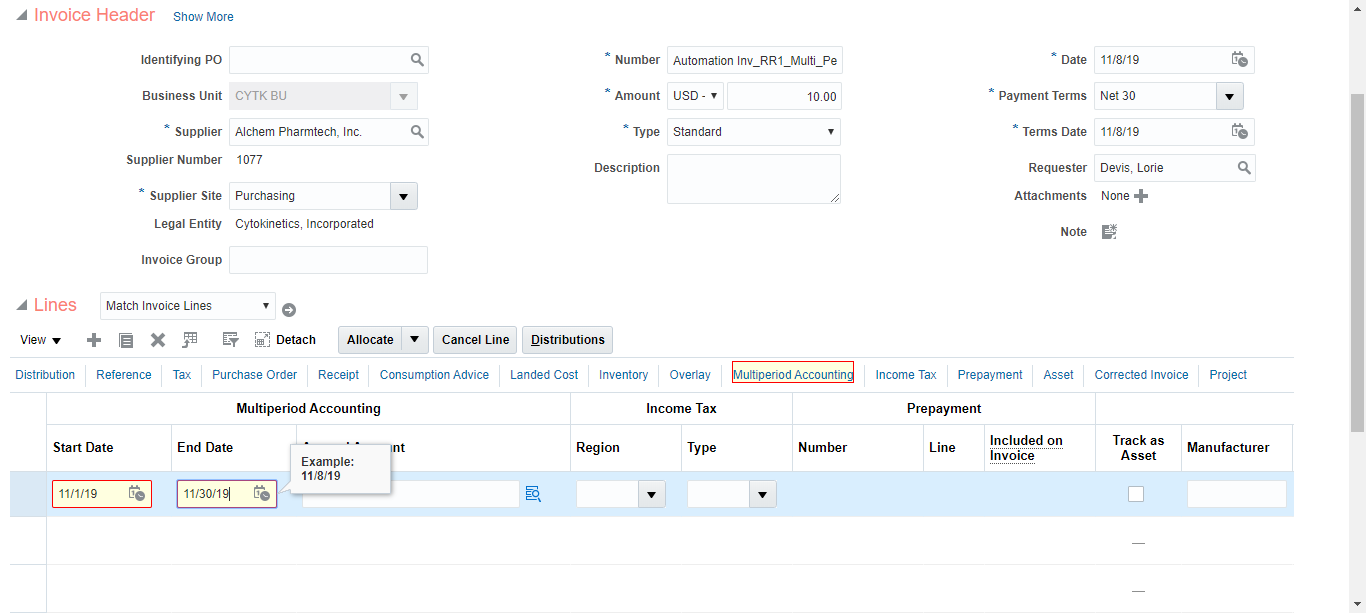 Invoice Header Show More
Identifying PO
* Number Automation Inv_RR1_Multi_Pe
* Date 11/8/19
Business Unit CYTK BU
* Amount USD - 10.00
* Payment Terms Net 30
* Supplier Alchem Pharmtech, Inc.
* Type Standard
* Terms Date 11/8/19
Supplier Number 1077
Description
Requester Devis, Lorie
* Supplier Site Purchasing
Attachments None
Legal Entity Cytokinetics, Incorporated
Note
Invoice Group
Lines Match Invoice Lines
View Detach Allocate Cancel Line Distributions
Distribution Reference Tax Purchase Order Receipt Consumption Advice Landed Cost Inventory Overlay Multiperiod Accounting Income Tax Prepayment Asset Corrected Invoice Project
Multiperiod Accounting Income Tax Prepayment
Start Date End Date Region Type Number Line Included on Invoice Track as Asset Manufacturer
Example:
11/8/19
11/1/19 11/30/19